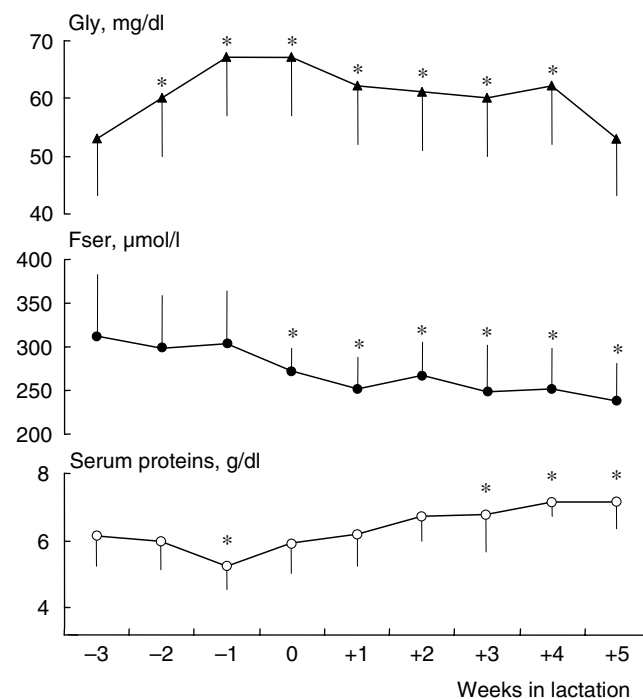 Gly, mg/dl
70
* * * * * * *
60
50
40
Fser, µmol/l
400
350
* * * * * *
300
250
200
Serum proteins, g/dl
8
* * * *
6
4
–3 –2 –1 0 +1 +2 +3 +4 +5
Weeks in lactation